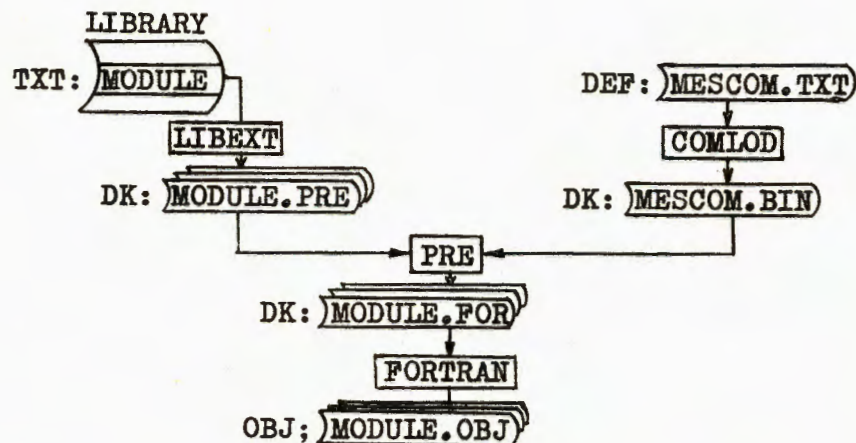 LIBRARY
TXT: MODULE
DEF: MESCOM.TXT
LIBEXT
COMLOD
DK: MODULE.PRE
DK: MESCOM.BIN
PRE
DK: MODULE.FOR
FORTRAN
OBJ; MODULE.OBJ